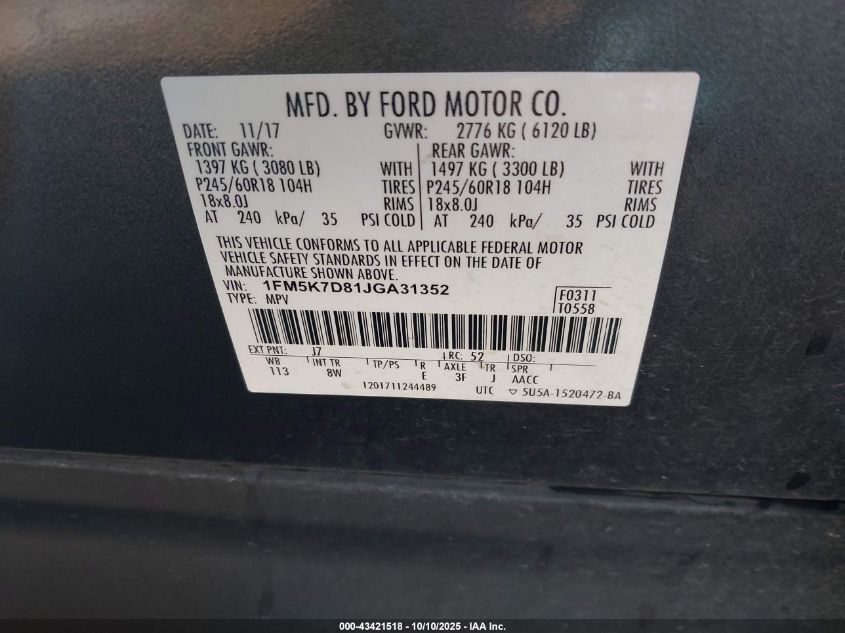 MFD. BY FORD MOTOR CO.
DATE: 11/17 GVWR: 2776 KG ( 6120 LB)
FRONT GAWR: REAR GAWR:
1397 KG ( 3080 LB) WITH 1497 KG ( 3300 LB) WITH
P245/60R18 104H TIRES P245/60R18 104H TIRES
18x8.0J RIMS 18x8.0J RIMS
AT 240 kPa/ 35 PSI COLD AT 240 kPa/ 35 PSI COLD
THIS VEHICLE CONFORMS TO ALL APPLICABLE FEDERAL MOTOR
VEHICLE SAFETY STANDARDS IN EFFECT ON THE DATE OF
MANUFACTURE SHOWN ABOVE.
VIN: 1FM5K7D81JGA31352 F0311
TYPE: MPV T0558
EXT PNT: J7 RC: 52 DSO:
WB INT TR TP/PS R AXLE TR SPR
113 8W E 3F J AACC
1201711244489 UTC ▽ 5U5A-1520472-BA
000-43421518 - 10/10/2025 - IAA Inc.